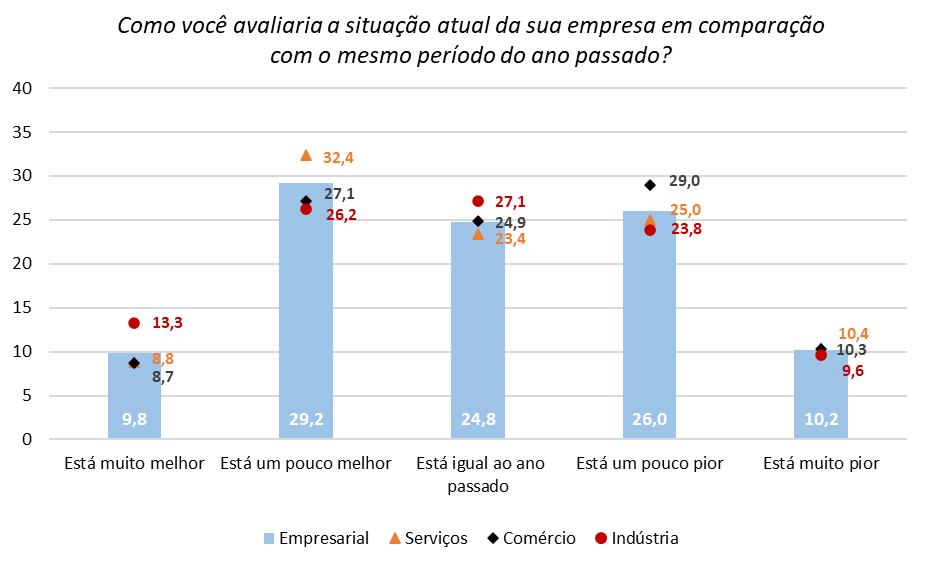 Como você avaliaria a situação atual da sua empresa em comparação
com o mesmo período do ano passado?
40
35
30
25
20
15
10
5
0
13,3
8,8
8,7
9,8
32,4
27,1
26,2
29,2
27,1
24,9
23,4
24,8
29,0
25,0
23,8
26,0
10,4
10,3
9,6
10,2
Está muito melhor
Está um pouco melhor
Está igual ao ano
passado
Está um pouco pior
Está muito pior
Empresarial
Serviços
Comércio
Indústria